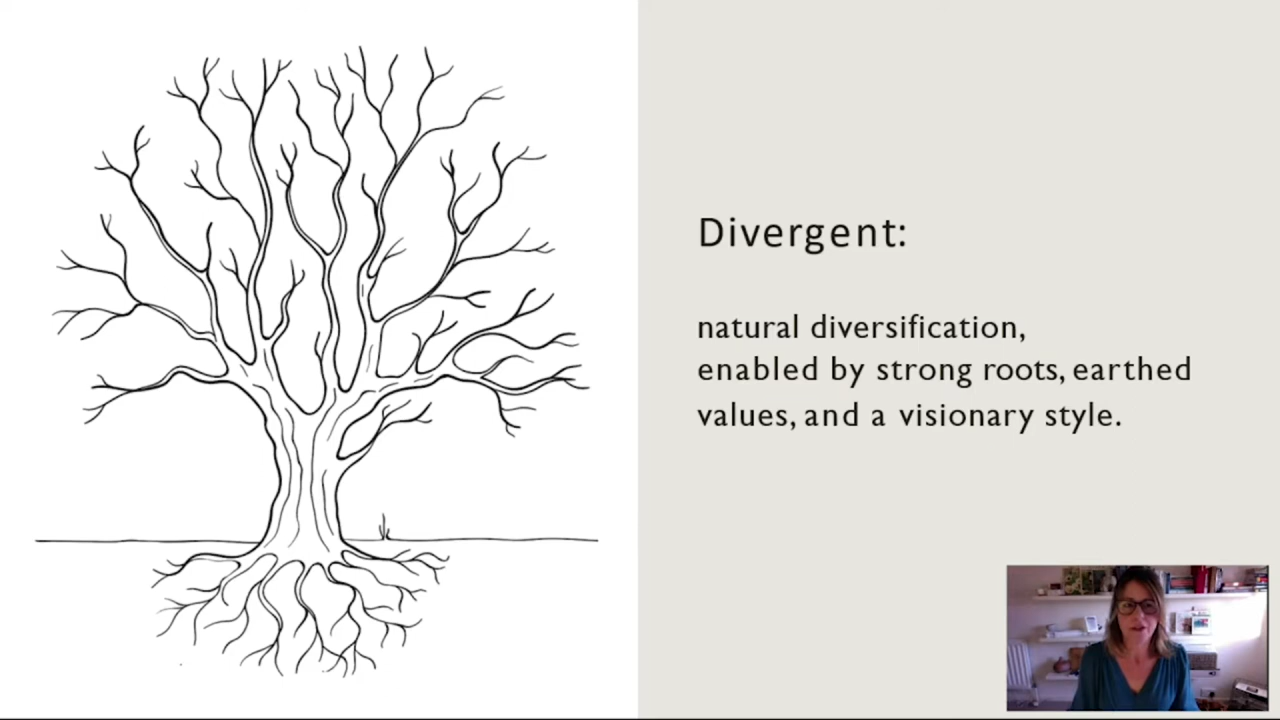 Divergent:
natural diversification,
enabled by strong roots, earthed
values, and a visionary style.